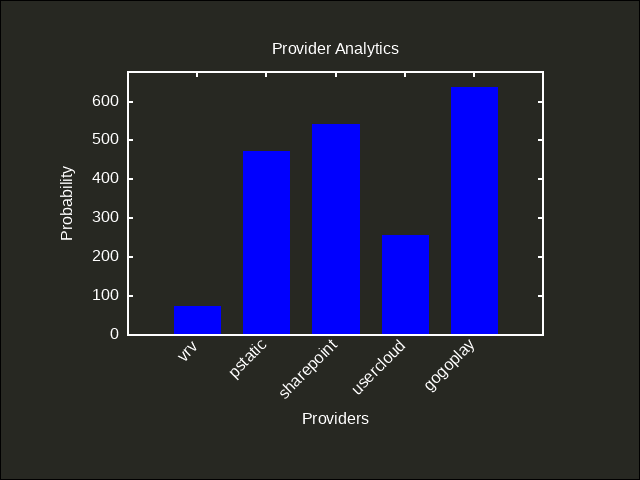 Provider Analytics
600
500
400
300
200
100
0
Probability
vrv
pstatic
sharepoint
usercloud
gogoplay
Providers